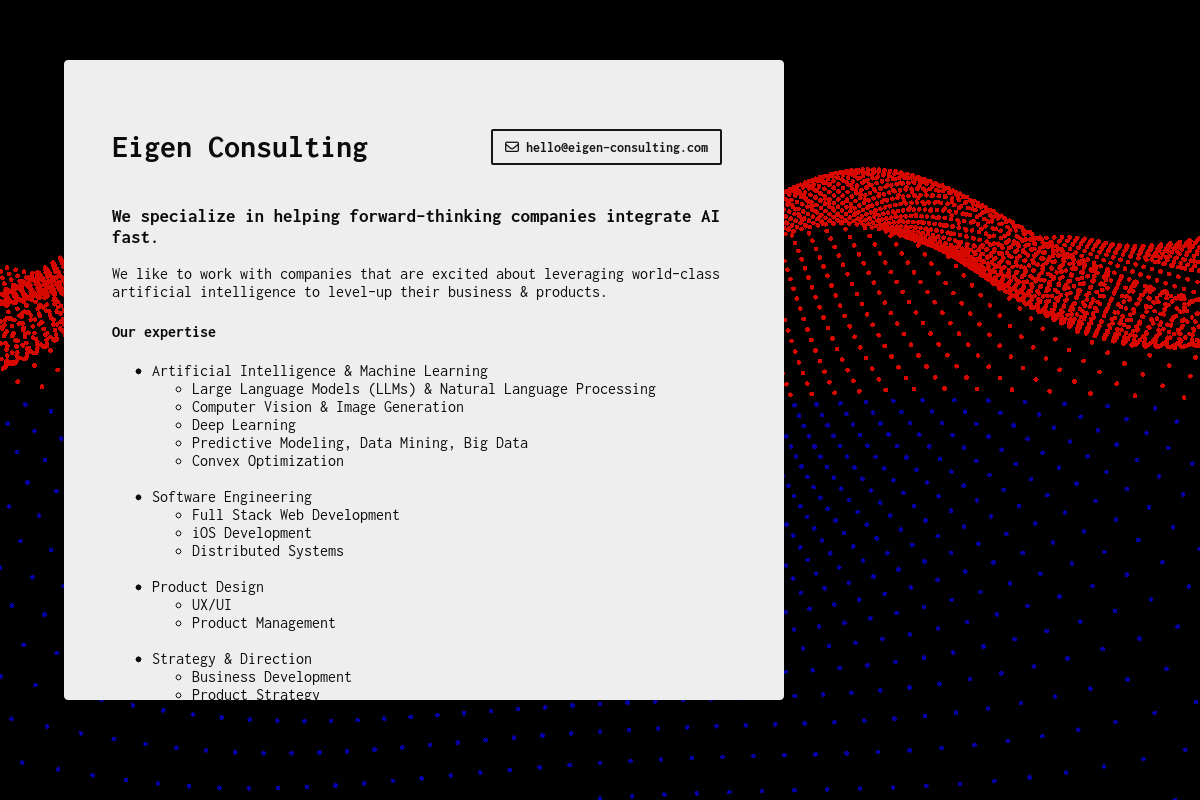 Eigen Consulting
hello@eigen-consulting.com
We specialize in helping forward-thinking companies integrate AI
fast.
We like to work with companies that are excited about leveraging world-class
artificial intelligence to level-up their business & products.
Our expertise
Artificial Intelligence & Machine Learning
Large Language Models (LLMs) & Natural Language Processing
Computer Vision & Image Generation
Deep Learning
Predictive Modeling, Data Mining, Big Data
Convex Optimization
Software Engineering
Full Stack Web Development
iOS Development
Distributed Systems
Product Design
UX/UI
Product Management
Strategy & Direction
Business Development
Product Strategy